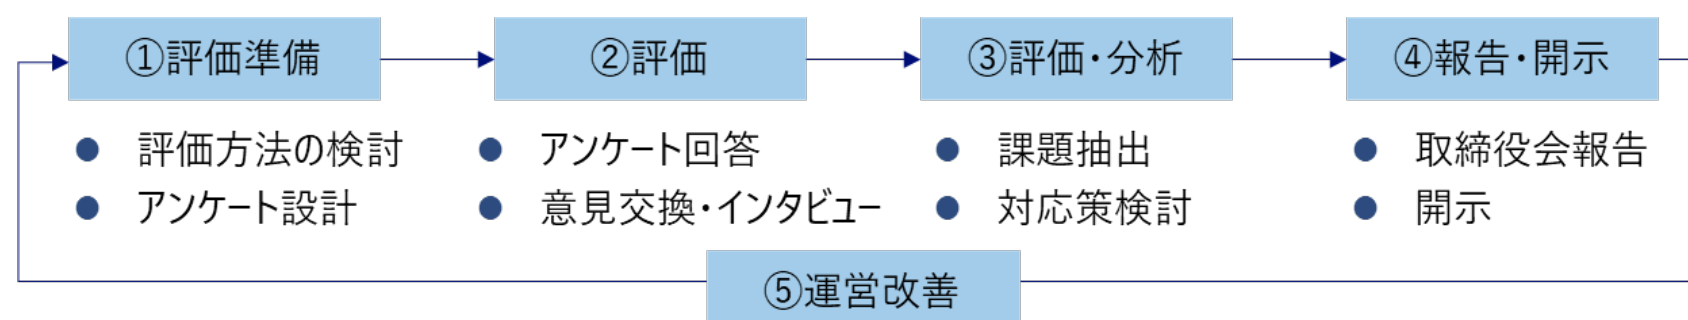 ①評価準備
②評価
③評価・分析
④報告・開示
● 評価方法の検討
● アンケート設計
● アンケート回答
● 意見交換・インタビュー
● 課題抽出
● 対応策検討
● 取締役会報告
● 開示
⑤運営改善